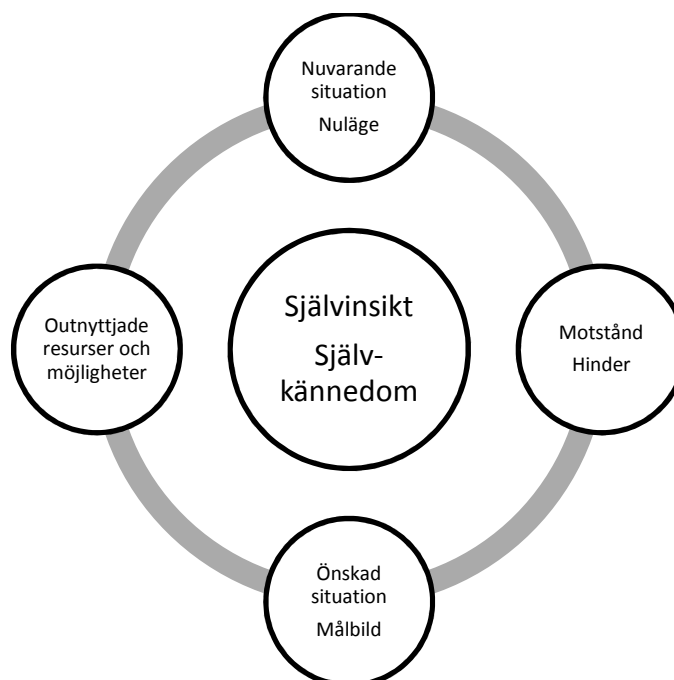 Nuvarande
situation
Nuläge
Outnyttjade
resurser och
möjligheter
Självinsikt
Själv-
kännedom
Motstånd
Hinder
Önskad
situation
Målbild